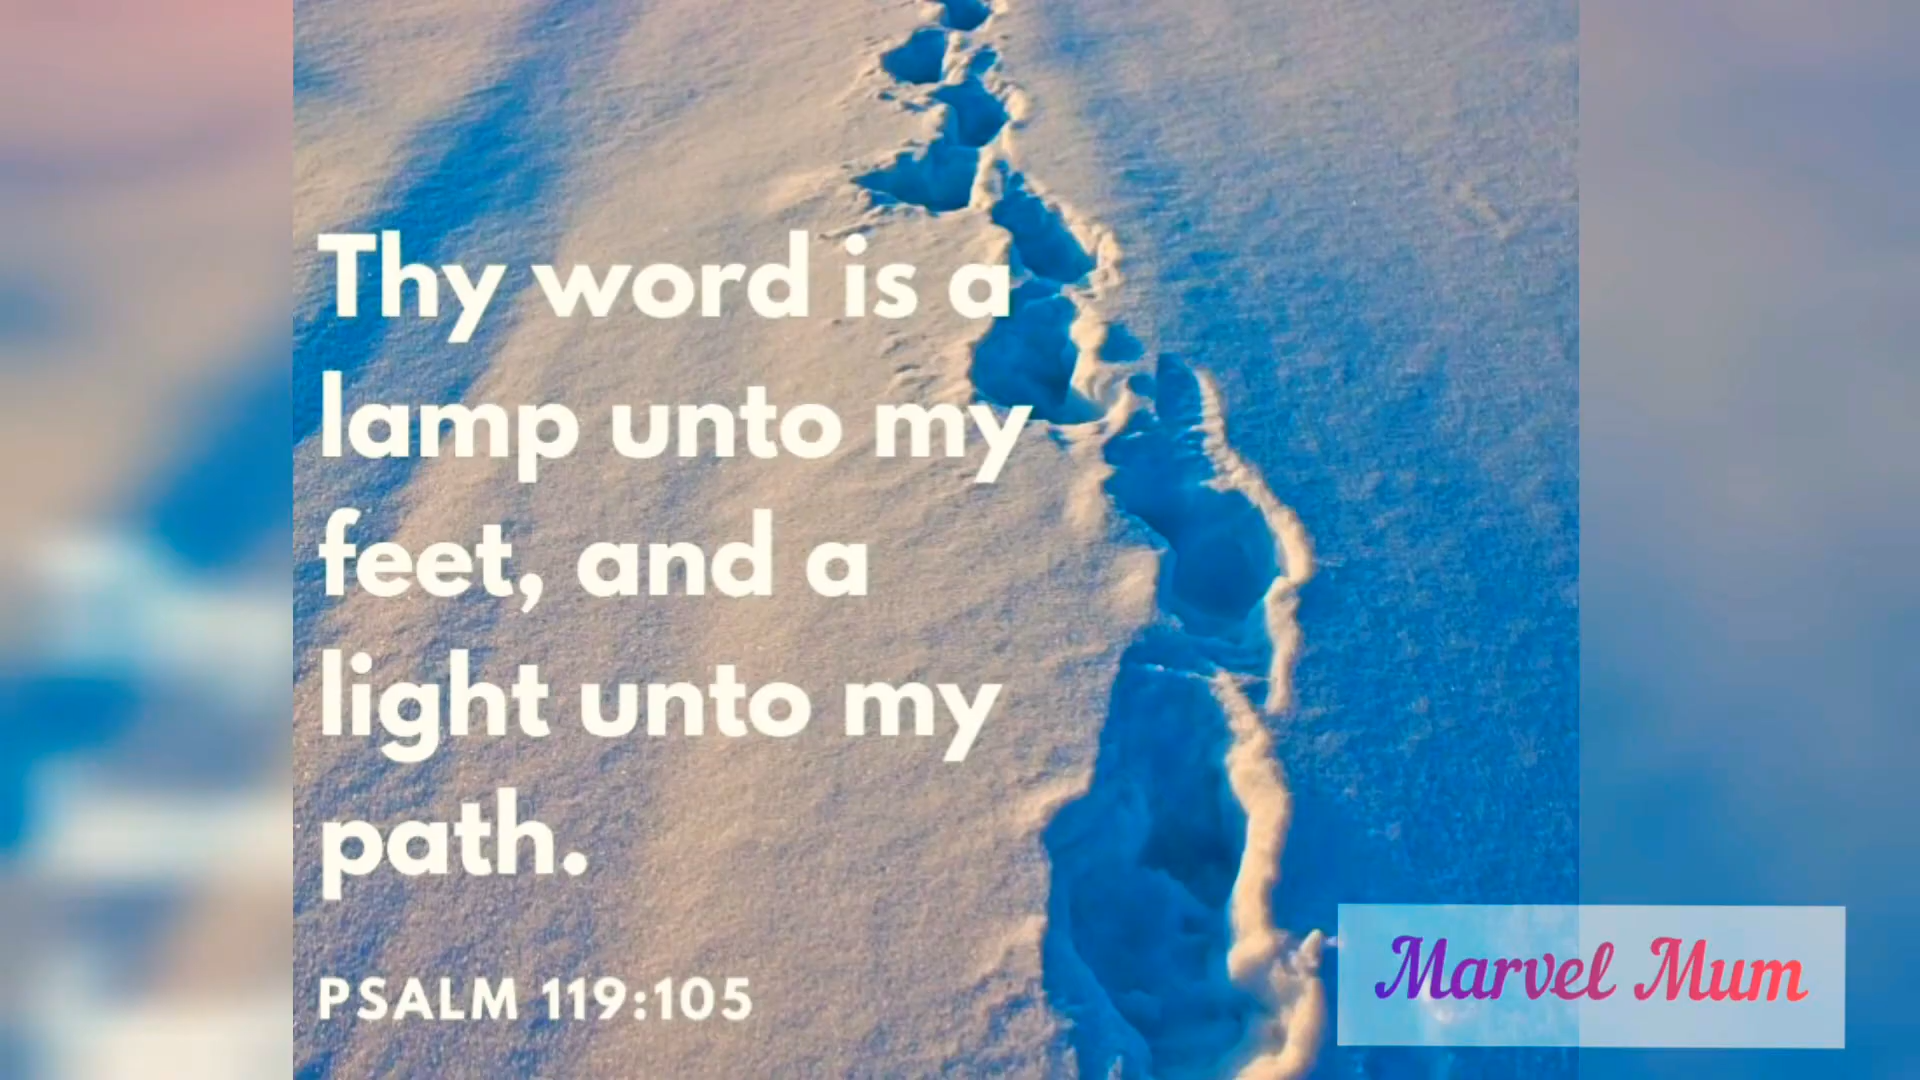 Thy word is a
lamp unto my
feet, and a
light unto my
path.
PSALM 119:105
Marvel Mum